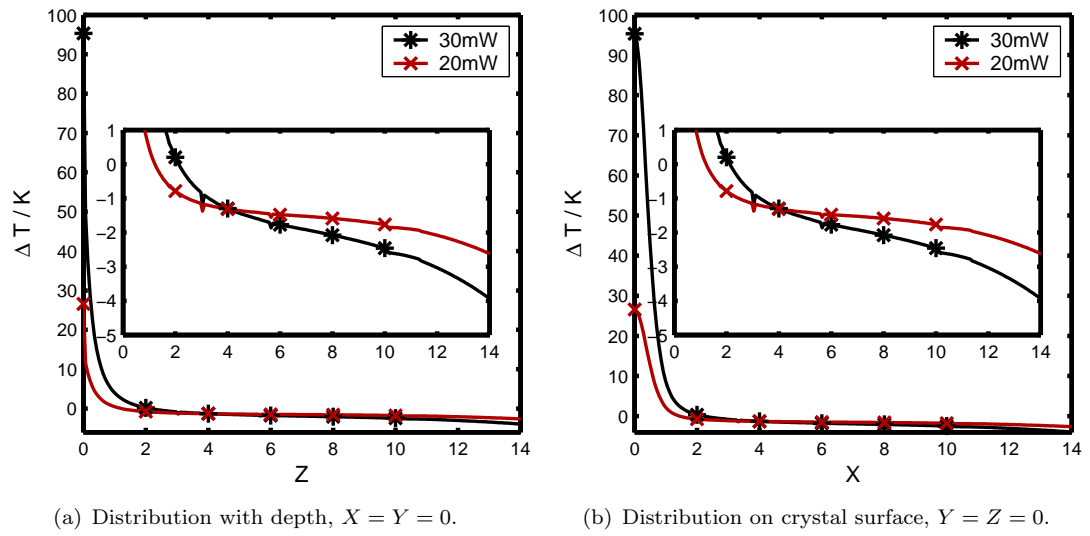 100
90
80
70
60
50
40
30
20
10
0
Δ T / K
30mW
20mW
1
0
−1
−2
−3
−4
−5
0 2 4 6 8 10 12 14
0 2 4 6 8 10 12 14
Z
(a) Distribution with depth, X = Y = 0.
100
90
80
70
60
50
40
30
20
10
0
Δ T / K
30mW
20mW
1
0
−1
−2
−3
−4
−5
0 2 4 6 8 10 12 14
0 2 4 6 8 10 12 14
X
(b) Distribution on crystal surface, Y = Z = 0.